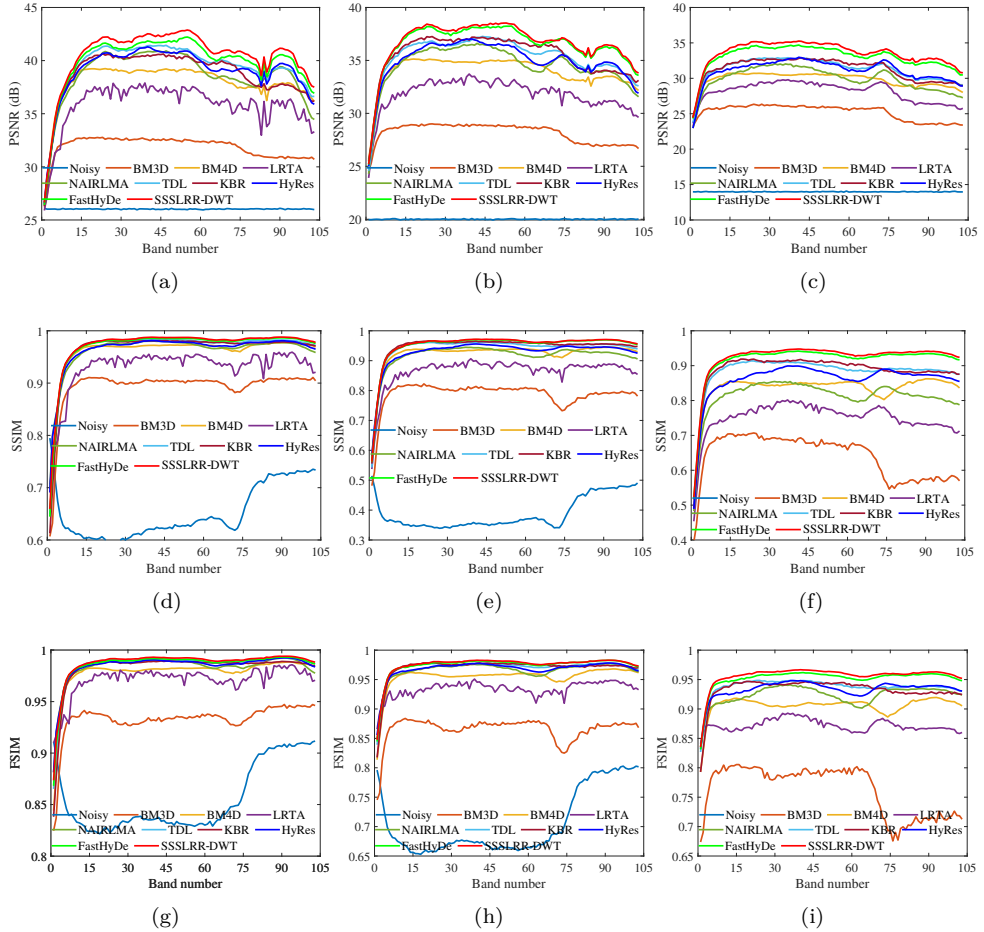 45
40
35
30
25
PSNR (dB)
Noisy BM3D BM4D LRTA
NAIRLMA TDL KBR HyRes
FastHyDe SSSLRR-DWT
0 15 30 45 60 75 90 105
Band number
(a)
40
35
30
25
20
PSNR (dB)
Noisy BM3D BM4D LRTA
NAIRLMA TDL KBR HyRes
FastHyDe SSSLRR-DWT
0 15 30 45 60 75 90 105
Band number
(b)
40
35
30
25
20
15
10
PSNR (dB)
Noisy BM3D BM4D LRTA
NAIRLMA TDL KBR HyRes
FastHyDe SSSLRR-DWT
0 15 30 45 60 75 90 105
Band number
(c)
1
0.9
0.8
0.7
0.6
SSIM
Noisy BM3D BM4D LRTA
NAIRLMA TDL KBR HyRes
FastHyDe SSSLRR-DWT
0 15 30 45 60 75 90 105
Band number
(d)
1
0.9
0.8
0.7
0.6
0.5
0.4
0.3
SSIM
Noisy BM3D BM4D LRTA
NAIRLMA TDL KBR HyRes
FastHyDe SSSLRR-DWT
0 15 30 45 60 75 90 105
Band number
(e)
1
0.9
0.8
0.7
0.6
0.5
0.4
SSIM
Noisy BM3D BM4D LRTA
NAIRLMA TDL KBR HyRes
FastHyDe SSSLRR-DWT
0 15 30 45 60 75 90 105
Band number
(f)
1
0.95
0.9
0.85
0.8
FSIM
Noisy BM3D BM4D LRTA
NAIRLMA TDL KBR HyRes
FastHyDe SSSLRR-DWT
0 15 30 45 60 75 90 105
Band number
(g)
1
0.95
0.9
0.85
0.8
0.75
0.7
0.65
FSIM
Noisy BM3D BM4D LRTA
NAIRLMA TDL KBR HyRes
FastHyDe SSSLRR-DWT
0 15 30 45 60 75 90 105
Band number
(h)
1
0.95
0.9
0.85
0.8
0.75
0.7
0.65
FSIM
Noisy BM3D BM4D LRTA
NAIRLMA TDL KBR HyRes
FastHyDe SSSLRR-DWT
0 15 30 45 60 75 90 105
Band number
(i)